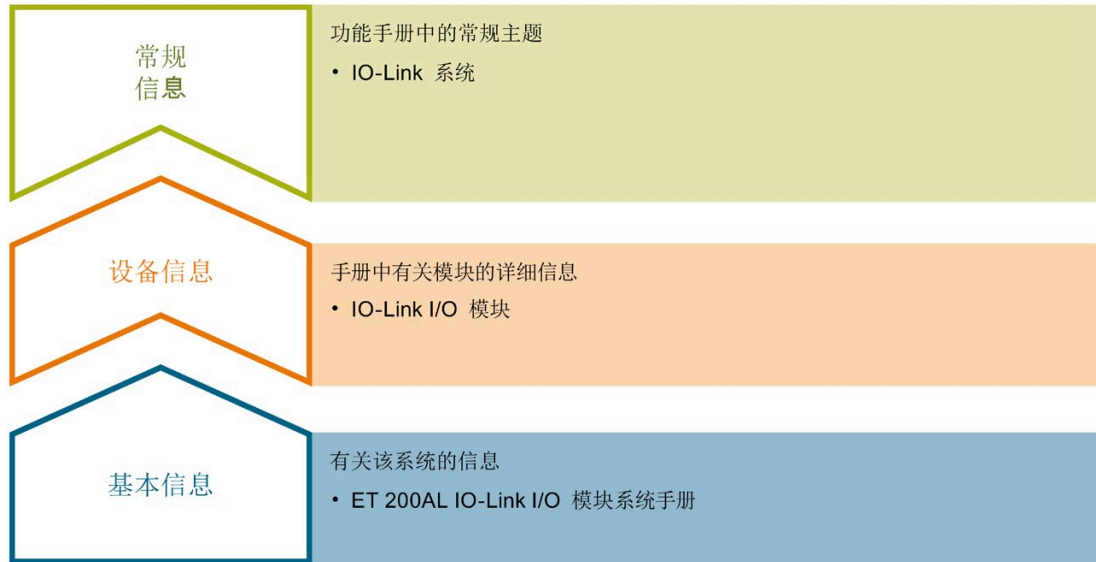 常规
信息
功能手册中的常规主题
• IO-Link 系统
设备信息
手册中有关模块的详细信息
• IO-Link I/O 模块
基本信息
有关该系统的信息
• ET 200AL IO-Link I/O 模块系统手册